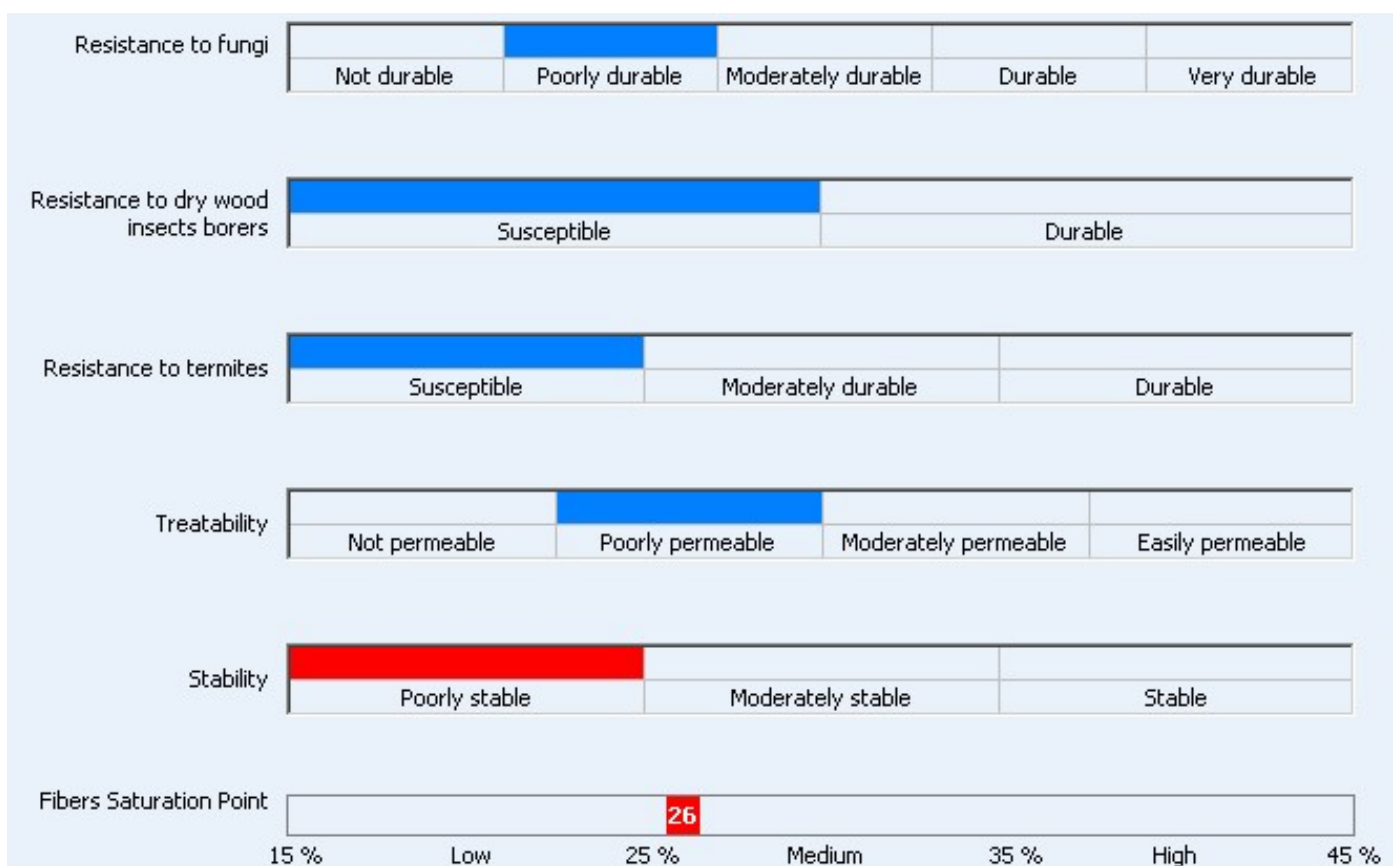 Resistance to fungi
Not durable Poorly durable Moderately durable Durable Very durable
Resistance to dry wood
insects borers
Susceptible Durable
Resistance to termites
Susceptible Moderately durable Durable
Treatability
Not permeable Poorly permeable Moderately permeable Easily permeable
Stability
Poorly stable Moderately stable Stable
Fibers Saturation Point
26
15 % Low 25 % Medium 35 % High 45 %